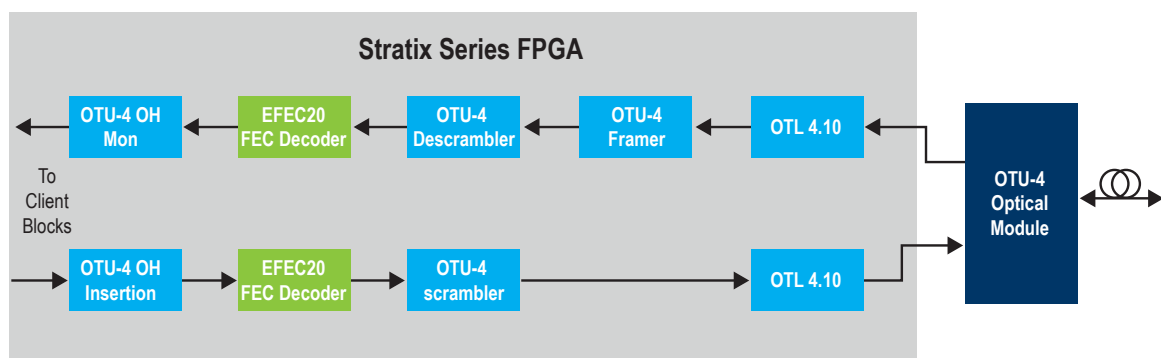 Stratix Series FPGA
OTU-4 OH
Mon
EFEC20
FEC Decoder
OTU-4
Descrambler
OTU-4
Framer
OTL 4.10
To
Client
Blocks
OTU-4
Optical
Module
OTU-4 OH
Insertion
EFEC20
FEC Decoder
OTU-4
scrambler
OTL 4.10